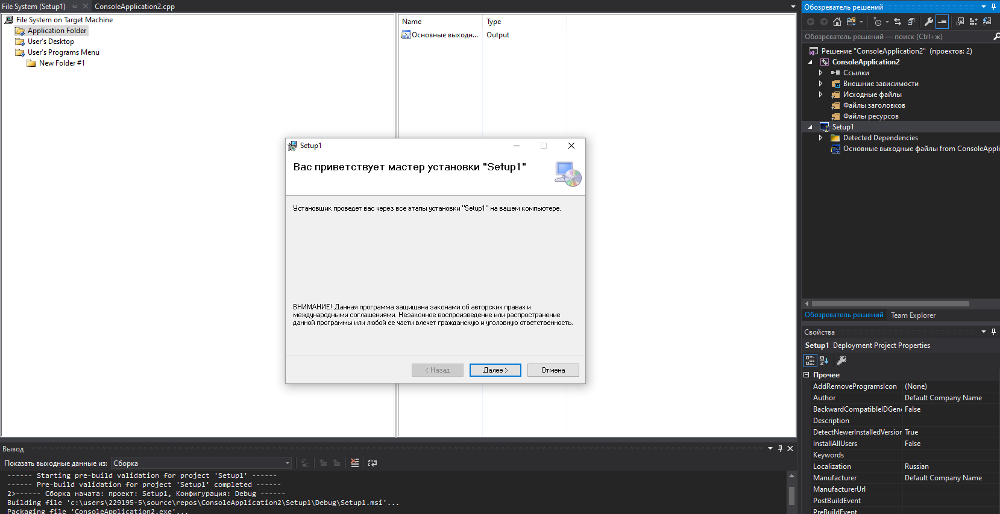 File System (Setup1)
ConsoleApplication2.cpp
File System on Target Machine
Application Folder
User's Desktop
User's Programs Menu
New Folder #1
Name
Type
Основные выходн...
Output
Setup1
Вас приветствует мастер установки "Setup1"
Установщик проведет вас через все этапы установки "Setup1" на вашем компьютере.
ВНИМАНИЕ! Данная программа защищена законами об авторских правах и
международными соглашениями. Незаконное воспроизведение или распространение
данной программы или любой ее части влечет гражданскую и уголовную ответственность.
< Назад
Далее >
Отмена
Обозреватель решений
Обозреватель решений — поиск (Ctrl+ж)
Решение "ConsoleApplication2" (проектов: 2)
ConsoleApplication2
Ссылки
Внешние зависимости
Исходные файлы
Файлы заголовков
Файлы ресурсов
Setup1
Detected Dependencies
Основные выходные файлы from ConsoleAppli
Обозреватель решений
Team Explorer
Свойства
Setup1 Deployment Project Properties
Прочее
AddRemoveProgramsIcon (None)
Author Default Company Name
BackwardCompatibleIDGene False
Description
DetectNewerInstalledVersion True
InstallAllUsers False
Keywords
Localization Russian
Manufacturer Default Company Name
ManufacturerUrl
PostBuildEvent
PreBuildEvent
Вывод
Показать выходные данные из: Сборка
------ Starting pre-build validation for project 'Setup1' ------
------ Pre-build validation for project 'Setup1' completed ------
2>------ Сборка начата: проект: Setup1, Конфигурация: Debug ------
Building file 'c:\users\229195-5\source\repos\ConsoleApplication2\Setup1\Debug\Setup1.msi'...
Packaging file 'ConsoleApplication2.exe'...